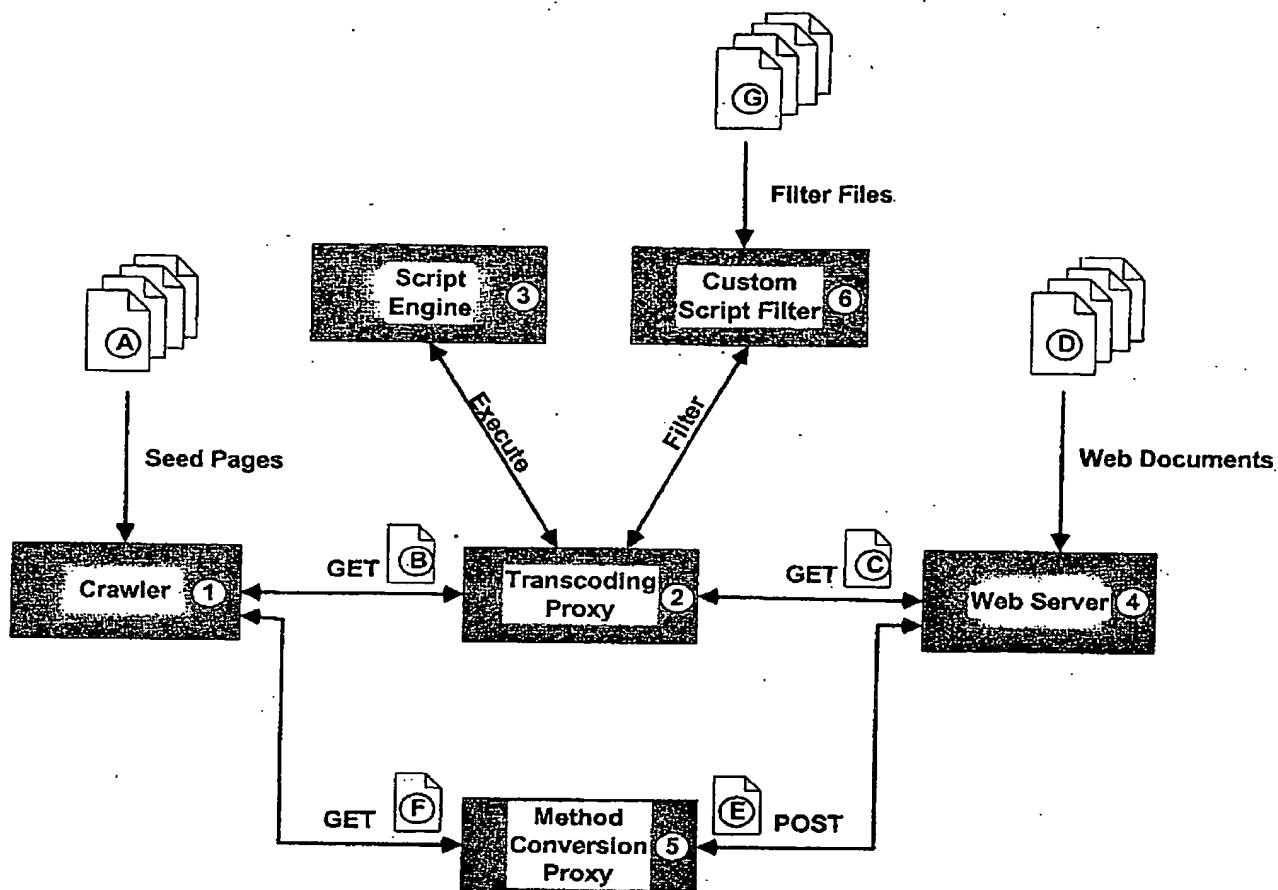 G
Filter Files
Script
Engine
3
Custom
Script Filter
6
A
D
Execute
Filter
Seed Pages
Web Documents
GET
B
GET
C
Crawler
1
Transcoding
Proxy
2
Web Server
4
GET
F
Method
Conversion
Proxy
5
E
POST